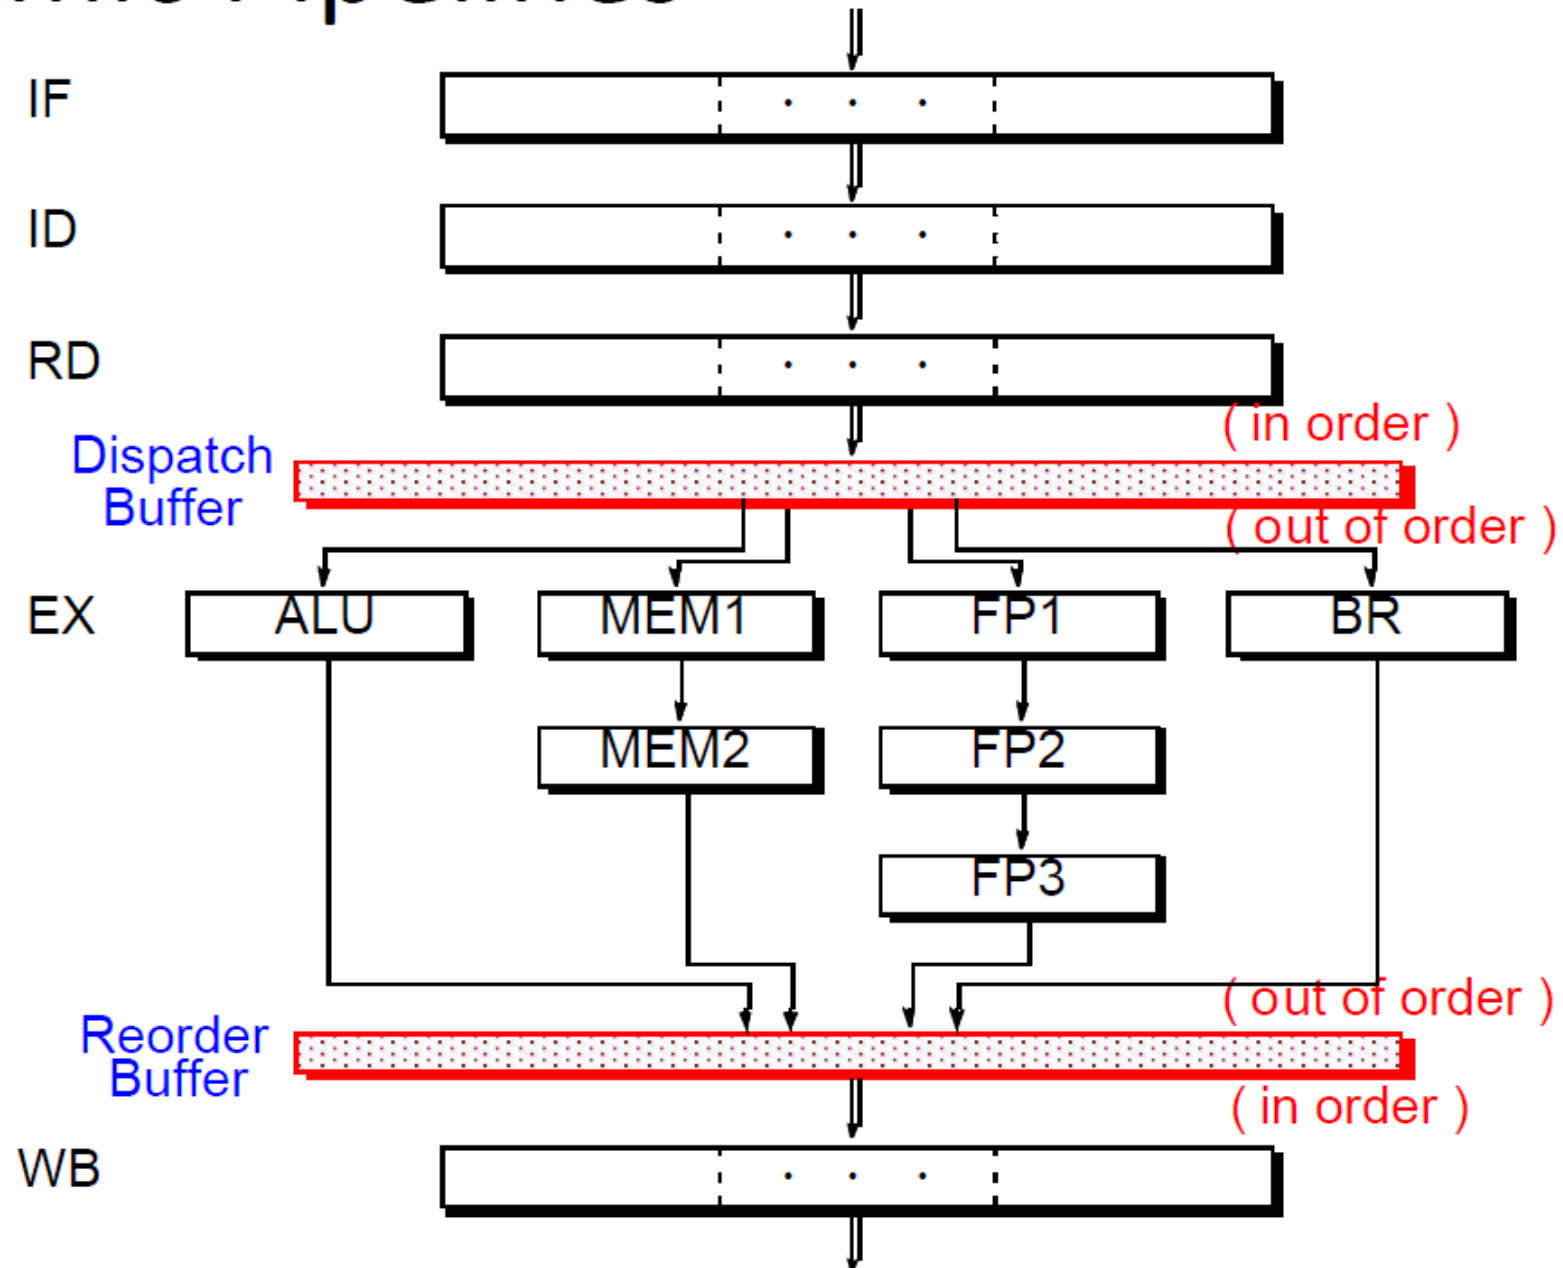 Pipelines
IF
ID
RD
( in order )
Dispatch
Buffer
( out of order )
EX
ALU
MEM1
FP1
BR
MEM2
FP2
FP3
( out of order )
Reorder
Buffer
( in order )
WB